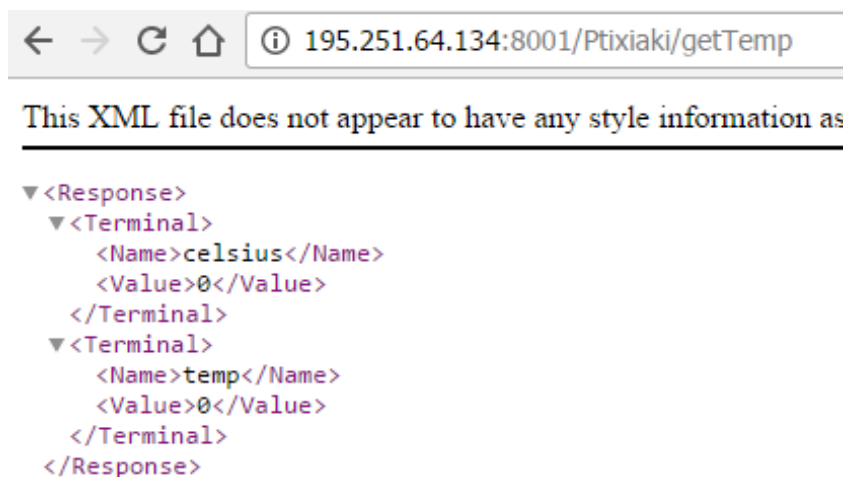 195.251.64.134:8001/Ptixiaki/getTemp
This XML file does not appear to have any style information as
▼<Response>
▼<Terminal>
<Name>celsius</Name>
<Value>0</Value>
</Terminal>
▼<Terminal>
<Name>temp</Name>
<Value>0</Value>
</Terminal>
</Response>